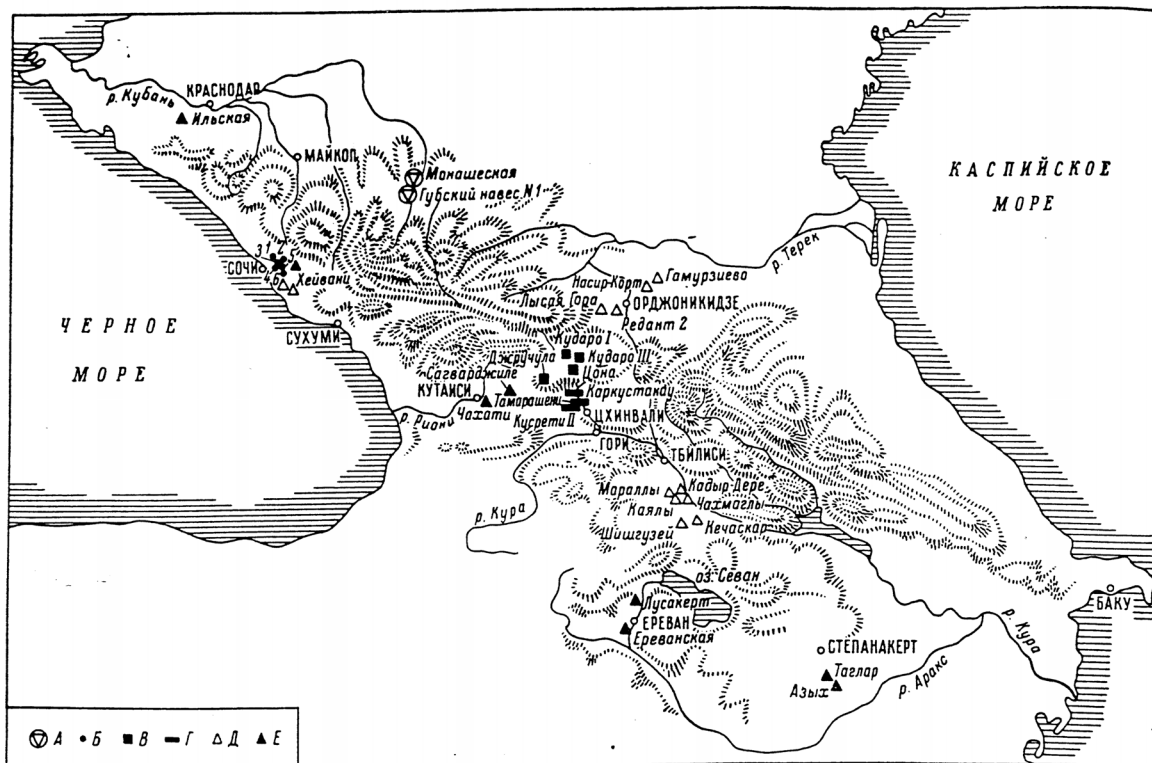 р. Кубань
КРАСНОДАР
Ильская
МАЙКОП
Монашеская
Губский навес N1
КАСПИЙСКОЕ
МОРЕ
р. Терек
СОЧИ
Хейвани
ЧЕРНОЕ
МОРЕ
СУХУМИ
Насир-Корт
Гамурзиево
Лысая Гора
ОРДЖОНИКИДЗЕ
Редант 2
Кударо I
Джручула
Кударо III
Сагварджиле
Цона
КУТАИСИ
Каркустакау
Тамарашени
Чахати
ЦХИНВАЛИ
р. Риони
Кусрети II
ГОРИ
ТБИЛИСИ
Мараллы
Кадыр-Дере
Каялы
Чахмаглы
р. Кура
Шишгузей
Кечаскар
оз. Севан
Лусакерт
ЕРЕВАН
Ереванская
БАКУ
СТЕПАНАКЕРТ
р. Кура
Таглар
Азых
р. Аракс
А Б В Г Д Е